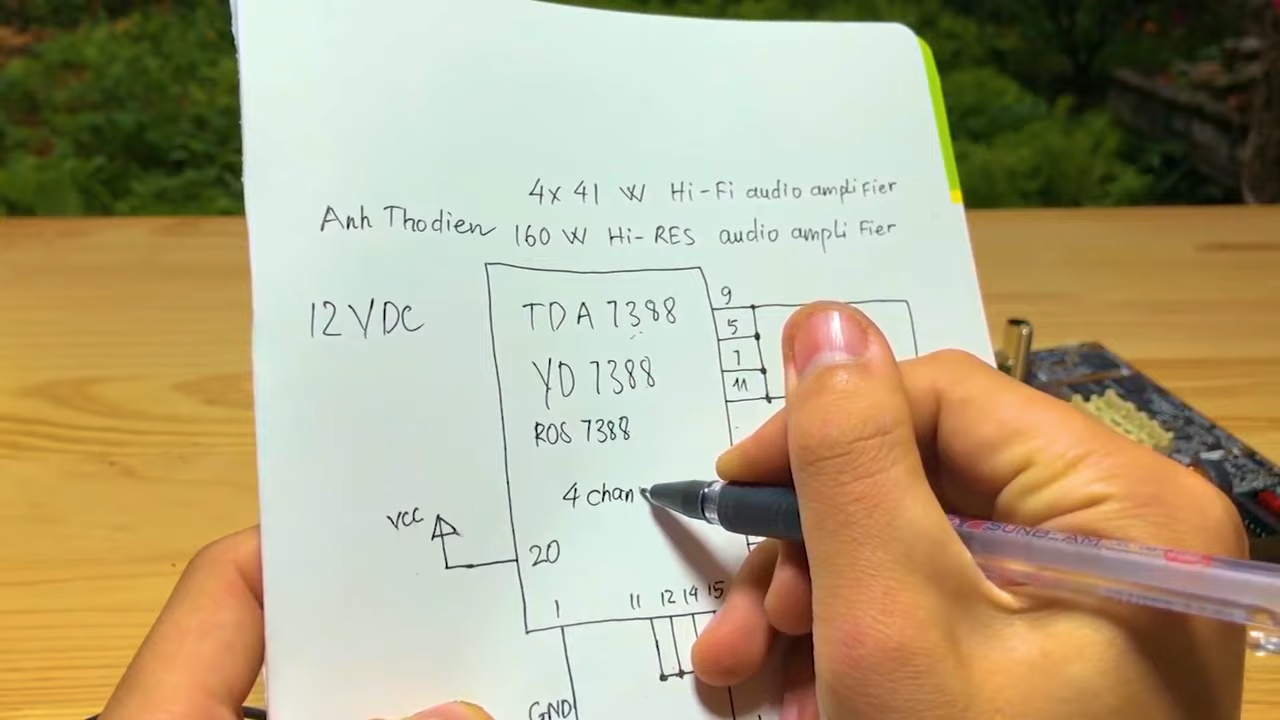 4x 41 W Hi-Fi audio amplifier
Anh Thodien
160 W Hi-RES audio amplifier
12VDC
TDA 7388
YD 7388
ROS 7388
4 chan
VCC
20
9
5
7
11
1 11 12 14 15
GND